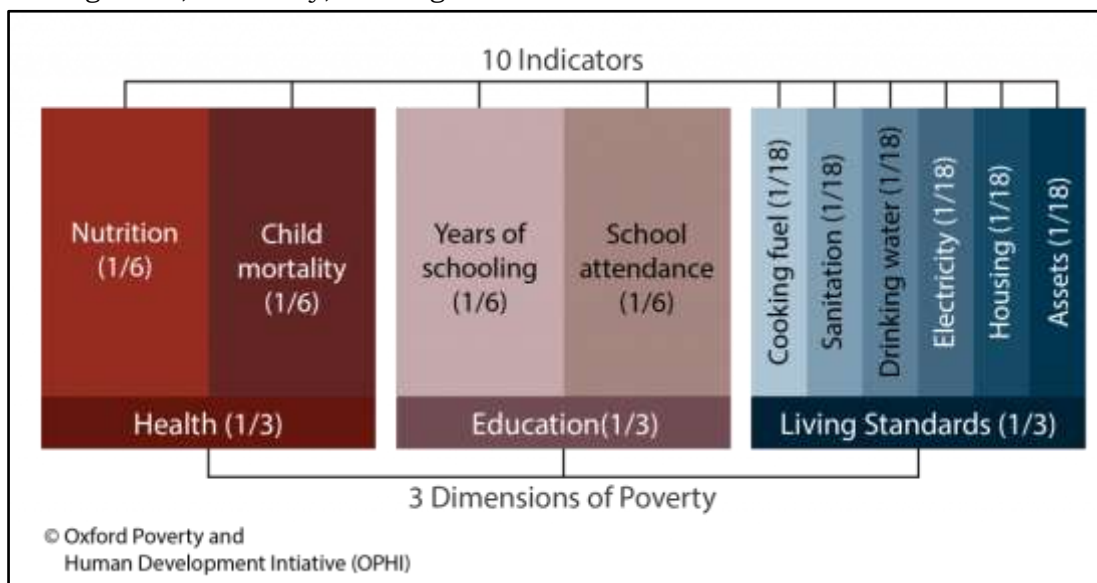 10 Indicators
Nutrition
(1/6)
Child
mortality
(1/6)
Years of
schooling
(1/6)
School
attendance
(1/6)
Cooking fuel (1/18)
Sanitation (1/18)
Drinking water (1/18)
Electricity (1/18)
Housing (1/18)
Assets (1/18)
Health (1/3)
Education(1/3)
Living Standards (1/3)
3 Dimensions of Poverty
© Oxford Poverty and
Human Development Intiative (OPHI)